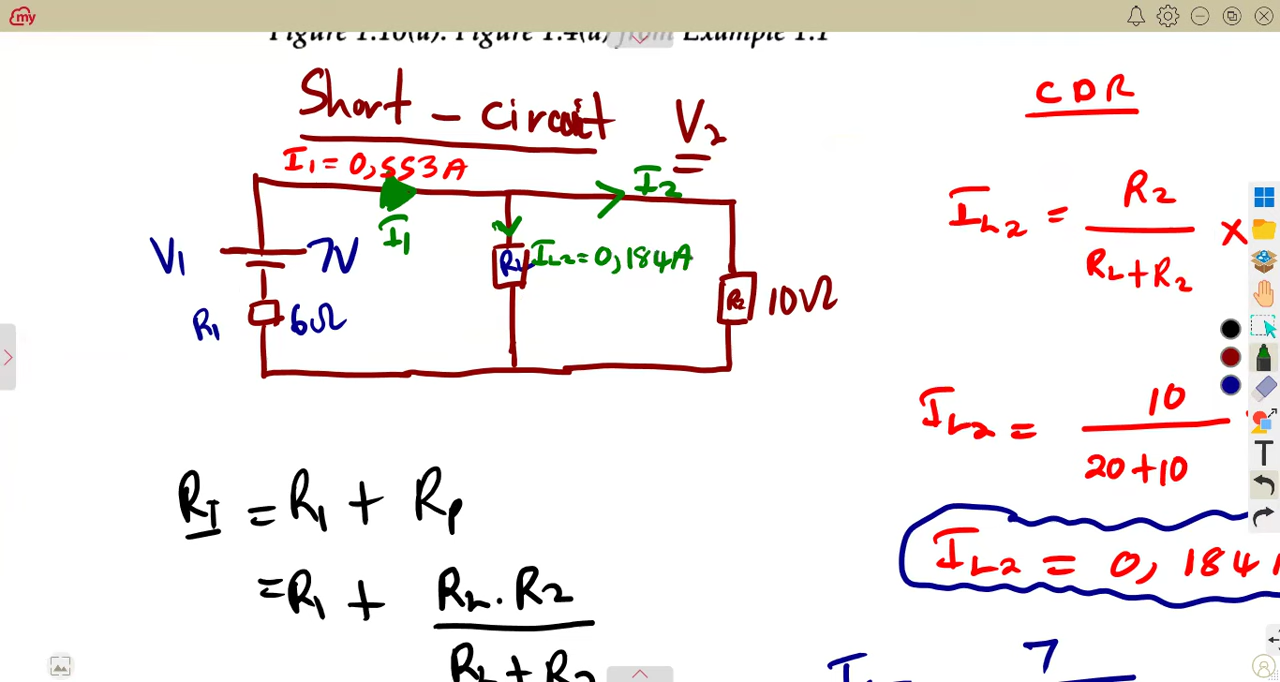 my
Figure 1.10(a): Figure 1.4(a) from Example 1.1
Short - circuit V2
I1 = 0,553A
I1
I2
V1 7V
R1 6Ω
RL IL2 = 0,184A
R2 10Ω
RT = R1 + Rp
= R1 + RL . R2
RL + R2
CDR
IL2 = R2 ×
RL + R2
IL2 = 10
20+10
IL2 = 0,184
7
T